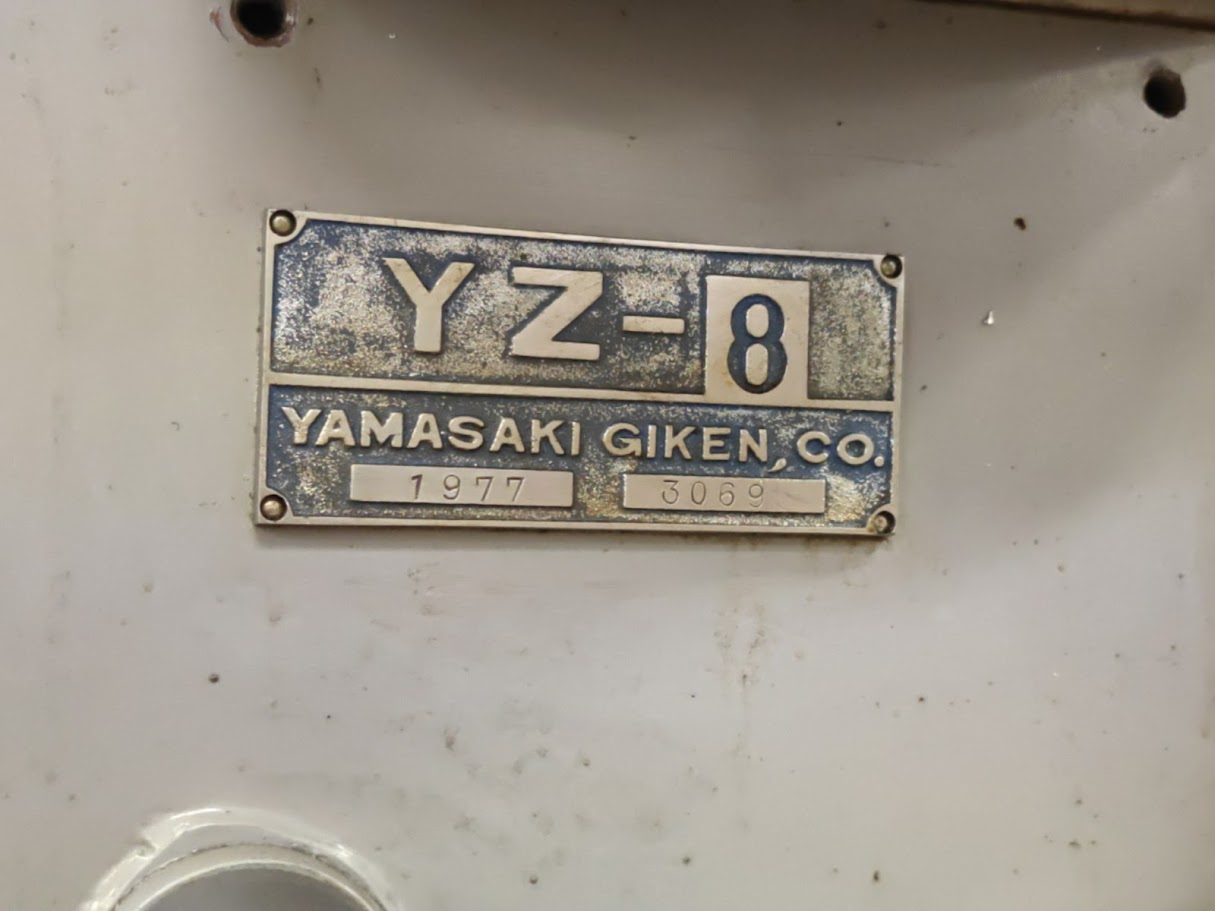 YZ-8
YAMASAKI GIKEN, CO.
1977 3069